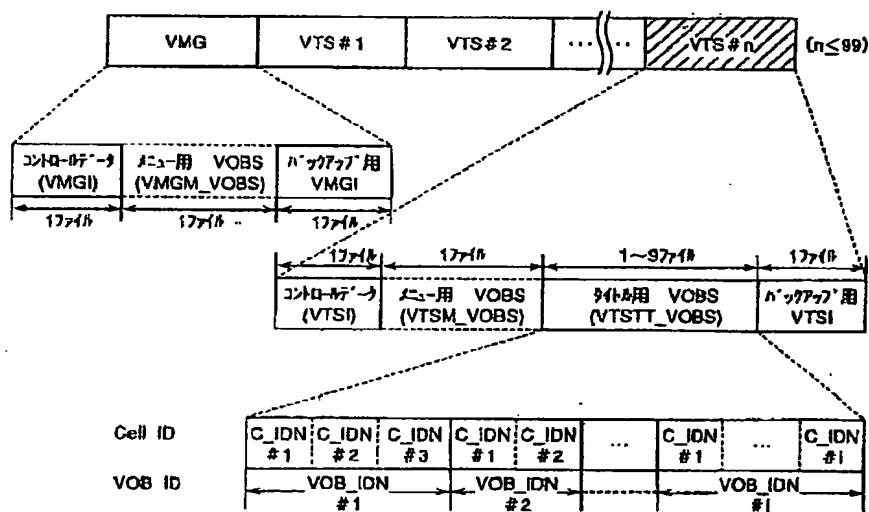 VMG VTS#1 VTS#2 ... .. VTS#n (n≦99)
コントロールデータ メニュー用 VOBS バックアップ用
(VMGI) (VMGM_VOBS) VMGI
1ファイル 1ファイル 1ファイル
1ファイル 1ファイル 1～9ファイル 1ファイル
コントロールデータ メニュー用 VOBS タイトル用 VOBS バックアップ用
(VTSI) (VTSM_VOBS) (VTSTT_VOBS) VTSI
Cell ID C_IDN C_IDN C_IDN C_IDN C_IDN ... C_IDN ... C_IDN
#1 #2 #3 #1 #2 #1 #i
VOB ID VOB_IDN VOB_IDN VOB_IDN
#1 #2 #i